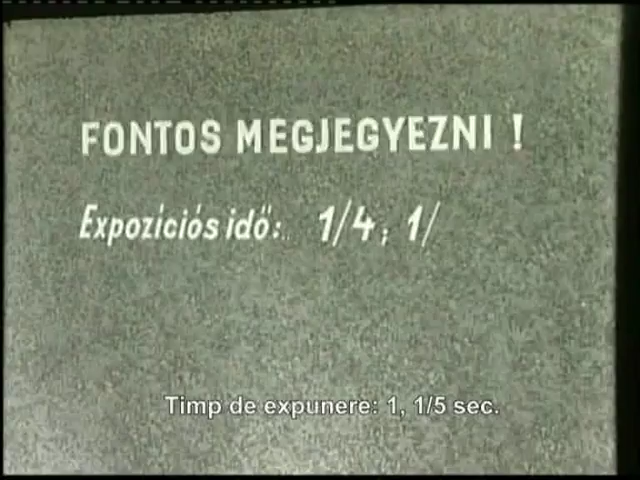 FONTOS MEGJEGYEZNI !
Expozíciós idő: 1/4; 1/
Timp de expunere: 1, 1/5 sec.